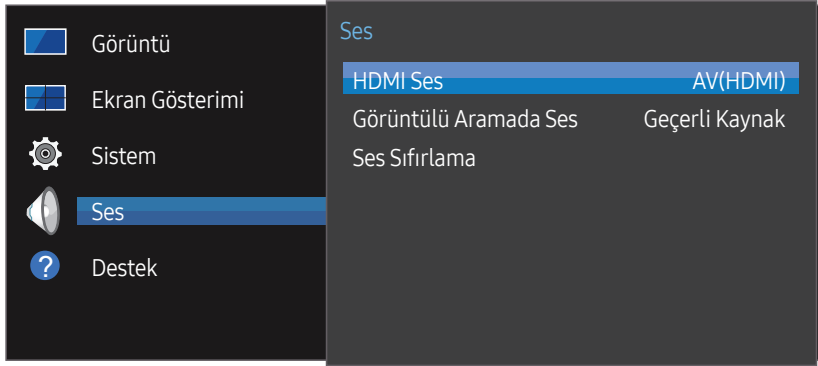 Görüntü
Ekran Gösterimi
Sistem
Ses
? Destek
Ses
HDMI Ses AV(HDMI)
Görüntülü Aramada Ses Geçerli Kaynak
Ses Sıfırlama